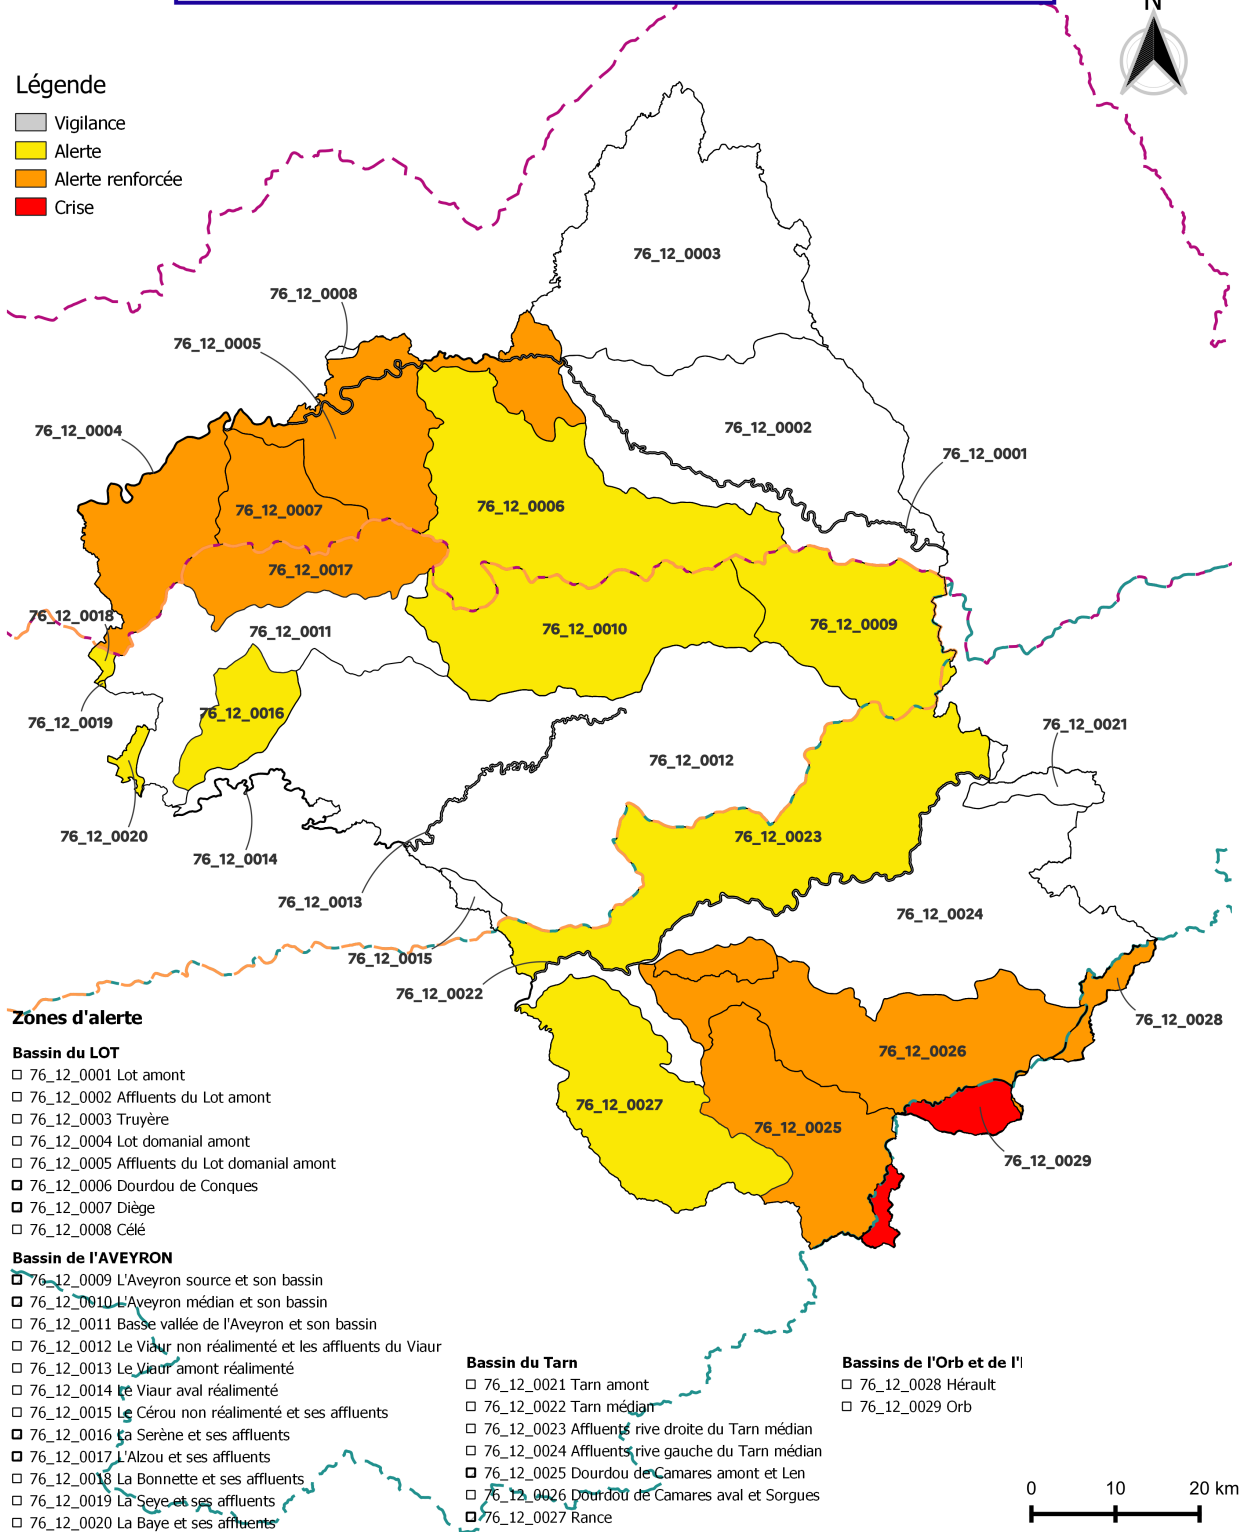 N
Légende
Vigilance
Alerte
Alerte renforcée
Crise
76_12_0003
76_12_0008
76_12_0005
76_12_0004
76_12_0002
76_12_0001
76_12_0007
76_12_0006
76_12_0017
76_12_0018
76_12_0011
76_12_0010
76_12_0009
76_12_0019
76_12_0016
76_12_0021
76_12_0012
76_12_0020
76_12_0023
76_12_0014
76_12_0013
76_12_0024
76_12_0015
76_12_0022
76_12_0028
76_12_0026
76_12_0027
76_12_0025
76_12_0029
Zones d'alerte
Bassin du LOT
76_12_0001 Lot amont
76_12_0002 Affluents du Lot amont
76_12_0003 Truyère
76_12_0004 Lot domanial amont
76_12_0005 Affluents du Lot domanial amont
76_12_0006 Dourdou de Conques
76_12_0007 Diège
76_12_0008 Célé
Bassin de l'AVEYRON
76_12_0009 L'Aveyron source et son bassin
76_12_0010 L'Aveyron médian et son bassin
76_12_0011 Basse vallée de l'Aveyron et son bassin
76_12_0012 Le Viaur non réalimenté et les affluents du Viaur
76_12_0013 Le Viaur amont réalimenté
76_12_0014 Le Viaur aval réalimenté
76_12_0015 Le Cérou non réalimenté et ses affluents
76_12_0016 La Serène et ses affluents
76_12_0017 L'Alzou et ses affluents
76_12_0018 La Bonnette et ses affluents
76_12_0019 La Seye et ses affluents
76_12_0020 La Baye et ses affluents
Bassin du Tarn
76_12_0021 Tarn amont
76_12_0022 Tarn médian
76_12_0023 Affluents rive droite du Tarn médian
76_12_0024 Affluents rive gauche du Tarn médian
76_12_0025 Dourdou de Camares amont et Len
76_12_0026 Dourdou de Camares aval et Sorgues
76_12_0027 Rance
Bassins de l'Orb et de l'
76_12_0028 Hérault
76_12_0029 Orb
0 10 20 km